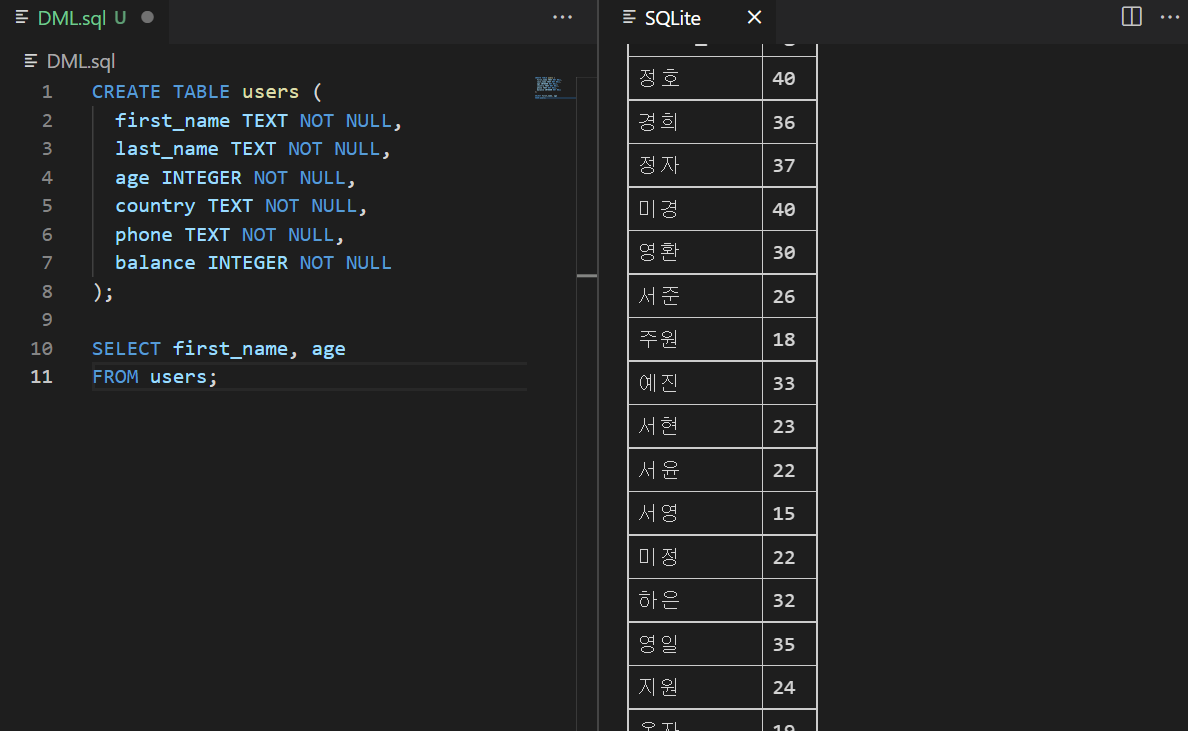 DML.sql U
DML.sql
1 CREATE TABLE users (
2 first_name TEXT NOT NULL,
3 last_name TEXT NOT NULL,
4 age INTEGER NOT NULL,
5 country TEXT NOT NULL,
6 phone TEXT NOT NULL,
7 balance INTEGER NOT NULL
8 );
9
10 SELECT first_name, age
11 FROM users;
SQLite
정호 40
경희 36
정자 37
미경 40
영환 30
서준 26
주원 18
예진 33
서현 23
서윤 22
서영 15
미정 22
하은 32
영일 35
지원 24